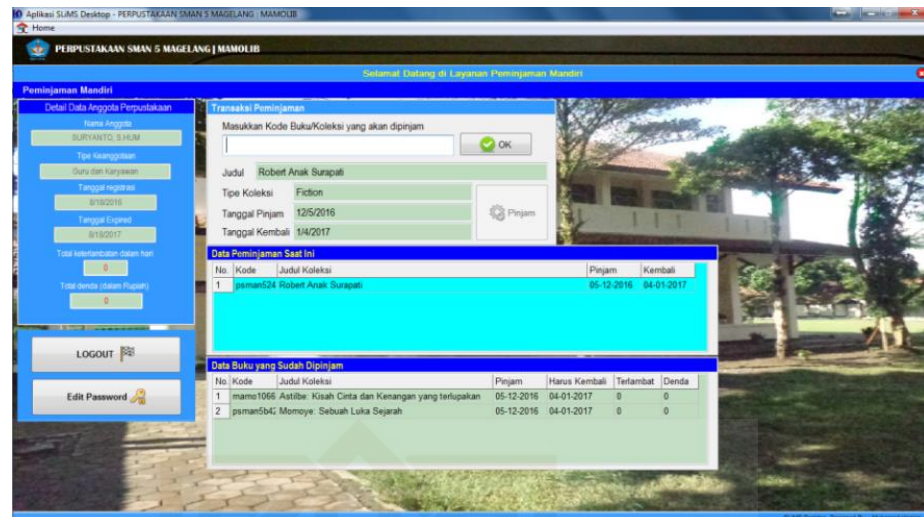 Aplikasi SLiMS Desktop - PERPUSTAKAAN SMAN 5 MAGELANG : MAMOLIB
Home
PERPUSTAKAAN SMAN 5 MAGELANG | MAMOLIB
Selamat Datang di Layanan Peminjaman Mandiri
Peminjaman Mandiri
Detail Data Anggota Perpustakaan
Nama Anggota
SURYANTO, S.HUM
Tipe Keanggotaan
Guru dan Karyawan
Tanggal registrasi
8/18/2016
Tanggal Expired
8/18/2017
Total keterlambatan dalam hari
0
Total denda (dalam Rupiah)
0
LOGOUT
Edit Password
Transaksi Peminjaman
Masukkan Kode Buku/Koleksi yang akan dipinjam
OK
Judul Robert Anak Surapati
Tipe Koleksi Fiction
Tanggal Pinjam 12/5/2016
Tanggal Kembali 1/4/2017
Pinjam
Data Peminjaman Saat Ini
No. Kode Judul Koleksi Pinjam Kembali
1 psman524 Robert Anak Surapati 05-12-2016 04-01-2017
Data Buku yang Sudah Dipinjam
No. Kode Judul Koleksi Pinjam Harus Kembali Terlambat Denda
1 mamo1066 Astilbe: Kisah Cinta dan Kenangan yang terlupakan 05-12-2016 04-01-2017 0 0
2 psman5b42 Momoye: Sebuah Luka Sejarah 05-12-2016 04-01-2017 0 0